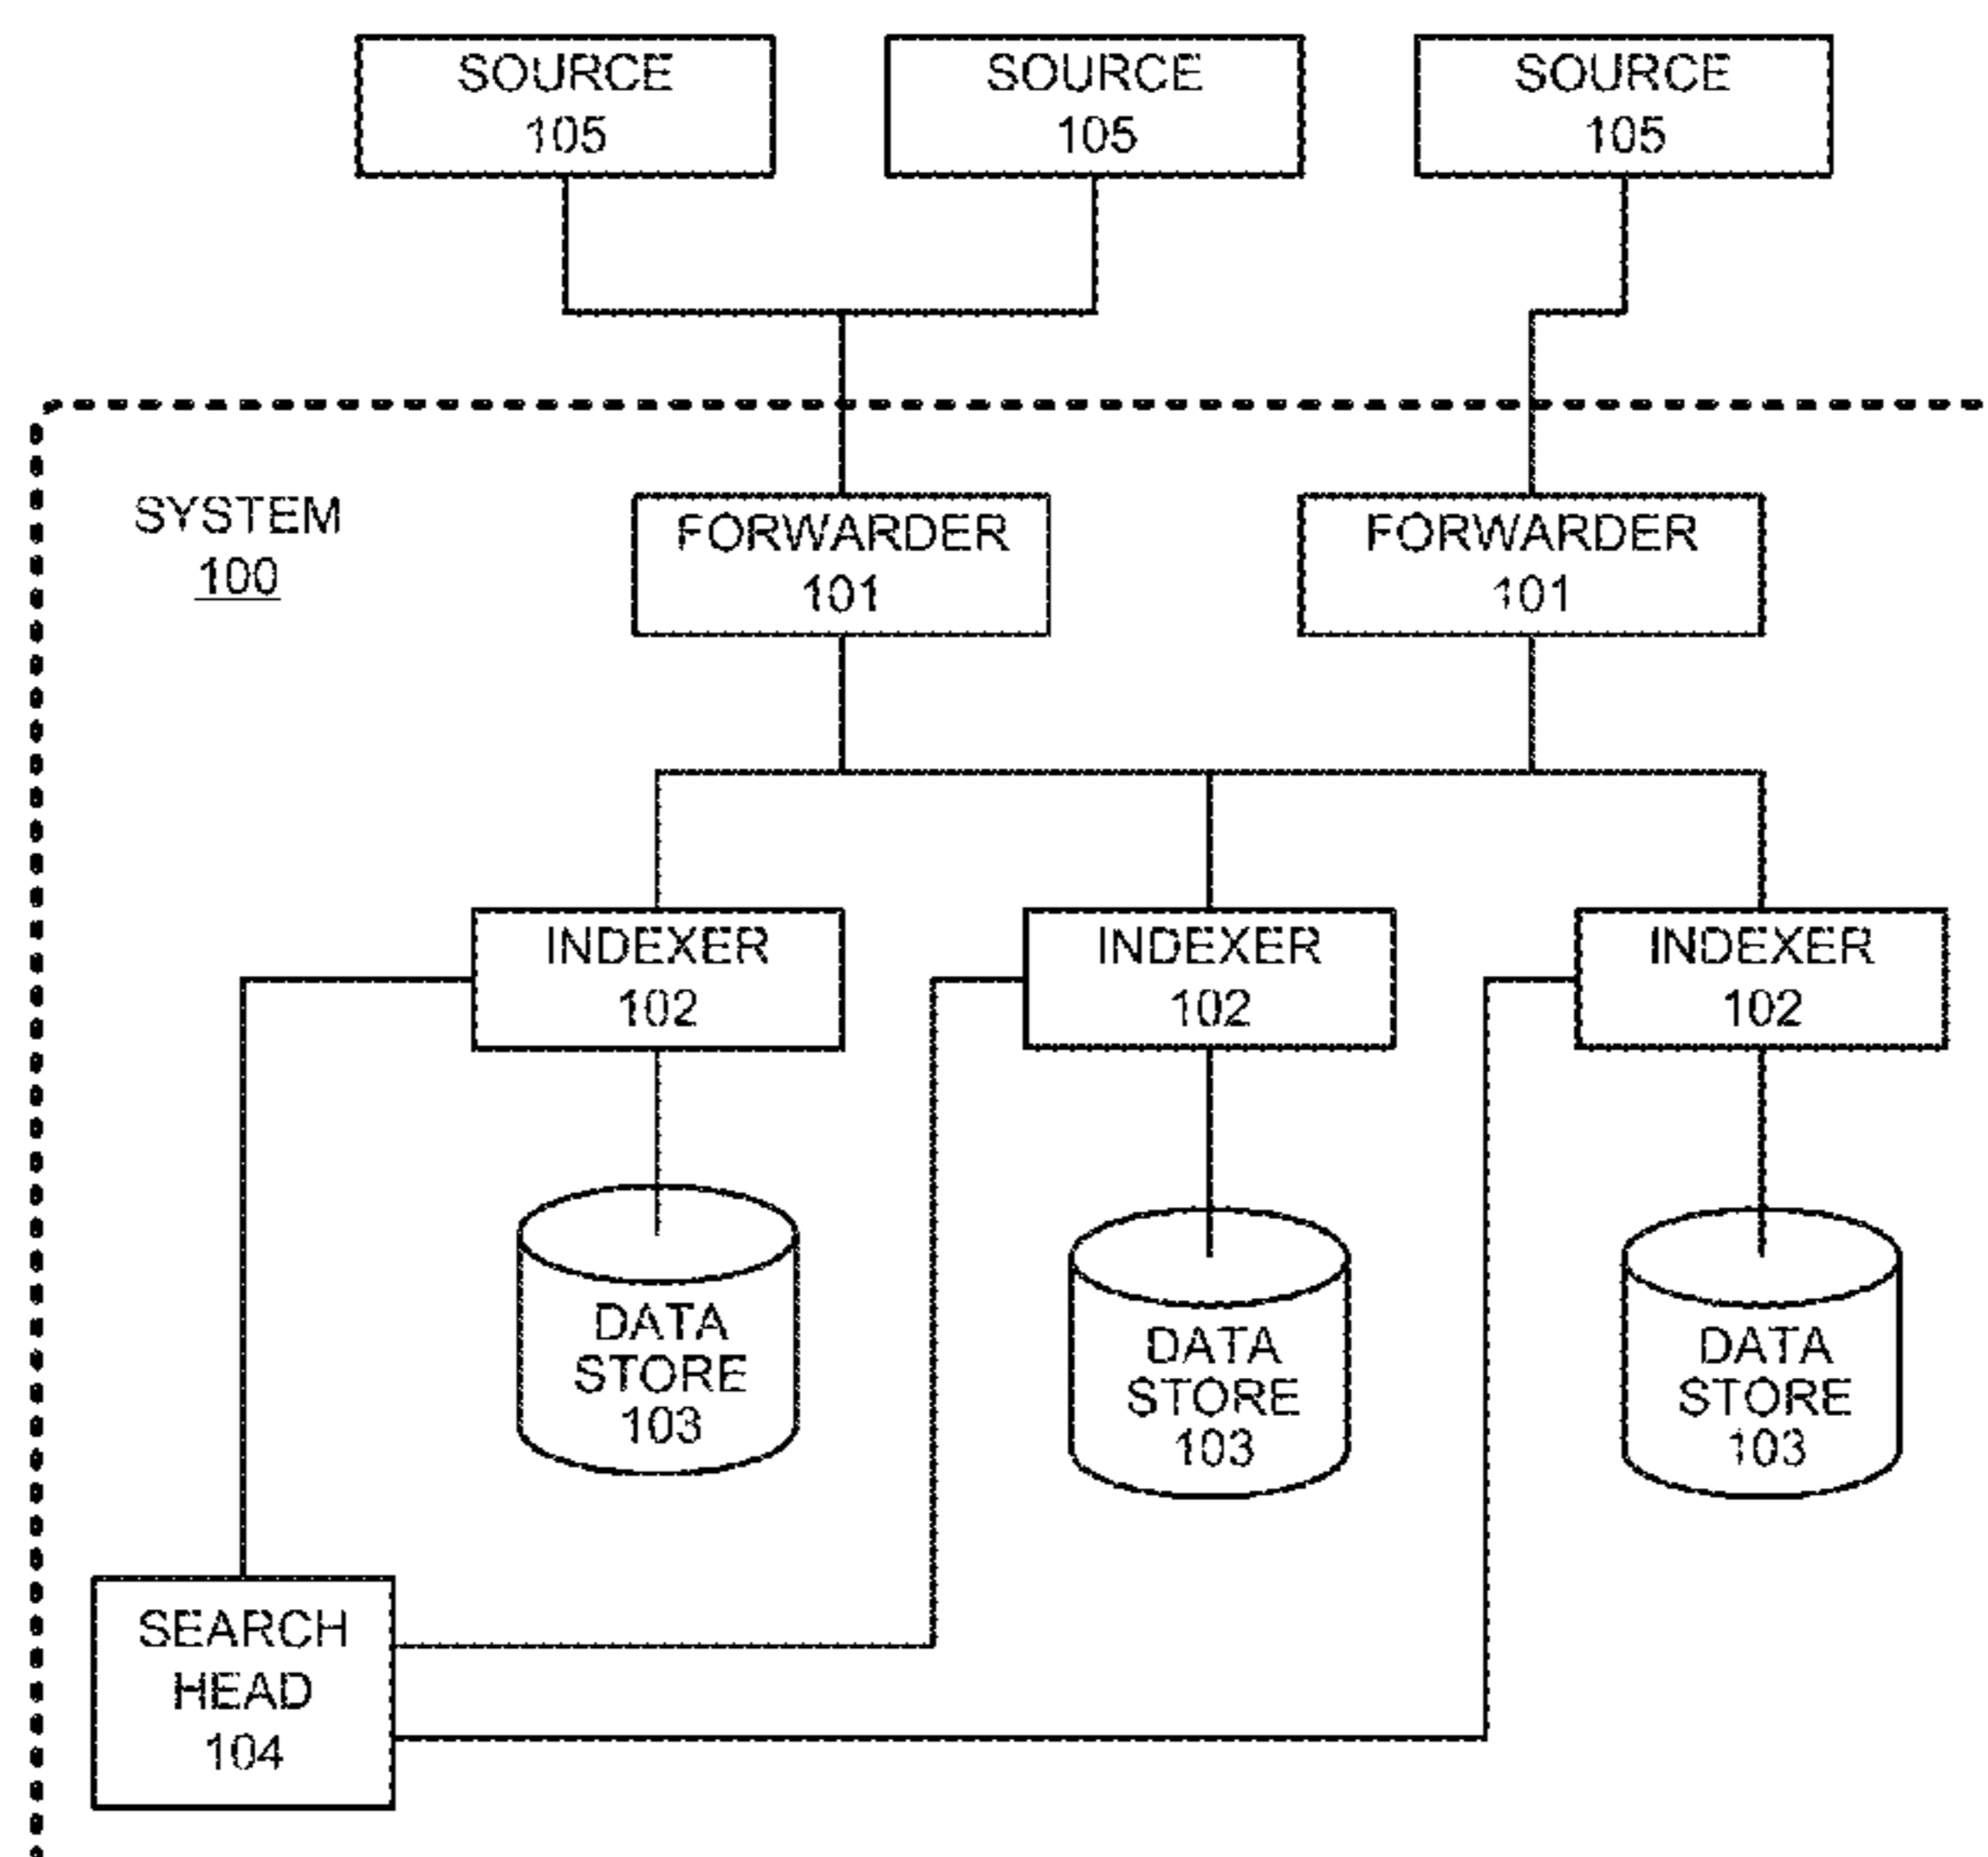 SOURCE
105
SOURCE
105
SOURCE
105
SYSTEM
100
FORWARDER
101
FORWARDER
101
INDEXER
102
INDEXER
102
INDEXER
102
DATA
STORE
103
DATA
STORE
103
DATA
STORE
103
SEARCH
HEAD
104